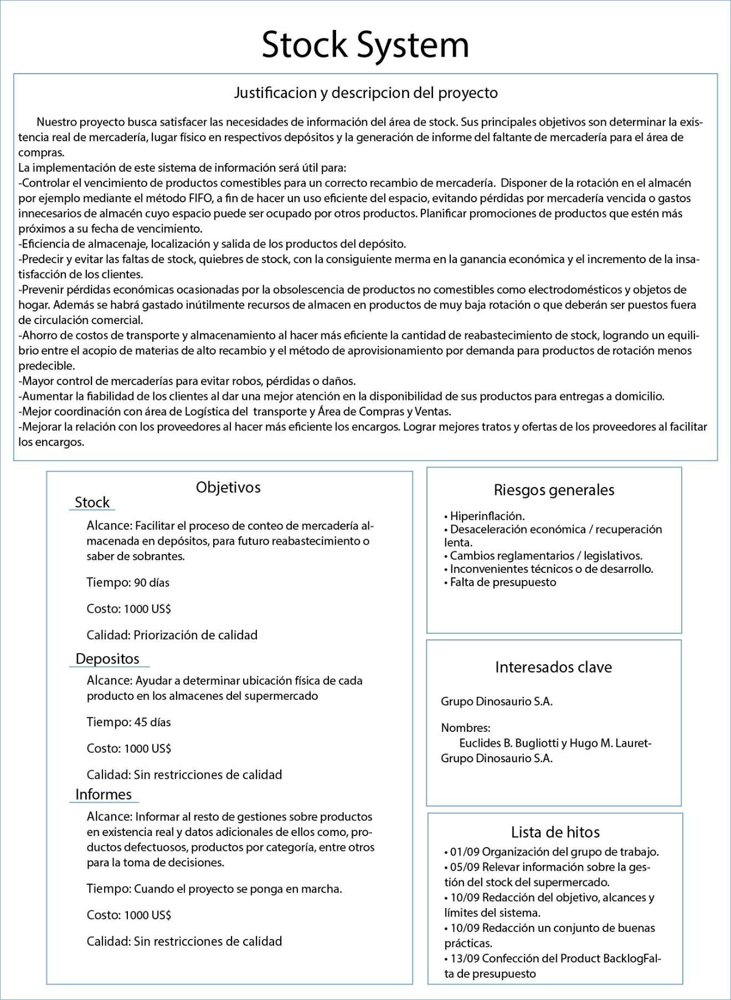 Stock System
Justificacion y descripcion del proyecto
Nuestro proyecto busca satisfacer las necesidades de información del área de stock. Sus principales objetivos son determinar la exis-
tencia real de mercadería, lugar físico en respectivos depósitos y la generación de informe del faltante de mercadería para el área de
compras.
La implementación de este sistema de información será útil para:
-Controlar el vencimiento de productos comestibles para un correcto recambio de mercadería.  Disponer de la rotación en el almacén
por ejemplo mediante el método FIFO, a fin de hacer un uso eficiente del espacio, evitando pérdidas por mercadería vencida o gastos
innecesarios de almacén cuyo espacio puede ser ocupado por otros productos. Planificar promociones de productos que estén más
próximos a su fecha de vencimiento.
-Eficiencia de almacenaje, localización y salida de los productos del depósito.
-Predecir y evitar las faltas de stock, quiebres de stock, con la consiguiente merma en la ganancia económica y el incremento de la insa-
tisfacción de los clientes.
-Prevenir pérdidas económicas ocasionadas por la obsolescencia de productos no comestibles como electrodomésticos y objetos de
hogar. Además se habrá gastado inútilmente recursos de almacen en productos de muy baja rotación o que deberán ser puestos fuera
de circulación comercial.
-Ahorro de costos de transporte y almacenamiento al hacer más eficiente la cantidad de reabastecimiento de stock, logrando un equili-
brio entre el acopio de materias de alto recambio y el método de aprovisionamiento por demanda para productos de rotación menos
predecible.
-Mayor control de mercaderías para evitar robos, pérdidas o daños.
-Aumentar la fiabilidad de los clientes al dar una mejor atención en la disponibilidad de sus productos para entregas a domicilio.
-Mejor coordinación con área de Logística del  transporte y Área de Compras y Ventas.
-Mejorar la relación con los proveedores al hacer más eficiente los encargos. Lograr mejores tratos y ofertas de los proveedores al facilitar
los encargos.
Objetivos
Stock
Alcance: Facilitar el proceso de conteo de mercadería al-
macenada en depósitos, para futuro reabastecimiento o
saber de sobrantes.
Tiempo: 90 días
Costo: 1000 US$
Calidad: Priorización de calidad
Depositos
Alcance: Ayudar a determinar ubicación física de cada
producto en los almacenes del supermercado
Tiempo: 45 días
Costo: 1000 US$
Calidad: Sin restricciones de calidad
Informes
Alcance: Informar al resto de gestiones sobre productos
en existencia real y datos adicionales de ellos como, pro-
ductos defectuosos, productos por categoría, entre otros
para la toma de decisiones.
Tiempo: Cuando el proyecto se ponga en marcha.
Costo: 1000 US$
Calidad: Sin restricciones de calidad
Riesgos generales
• Hiperinflación.
• Desaceleración económica / recuperación
lenta.
• Cambios reglamentarios / legislativos.
• Inconvenientes técnicos o de desarrollo.
• Falta de presupuesto
Interesados clave
Grupo Dinosaurio S.A.
Nombres:
Euclides B. Bugliotti y Hugo M. Lauret-
Grupo Dinosaurio S.A.
Lista de hitos
• 01/09 Organización del grupo de trabajo.
• 05/09 Relevar información sobre la ges-
tión del stock del supermercado.
• 10/09 Redacción del objetivo, alcances y
límites del sistema.
• 10/09 Redacción un conjunto de buenas
prácticas.
• 13/09 Confección del Product BacklogFal-
ta de presupuesto